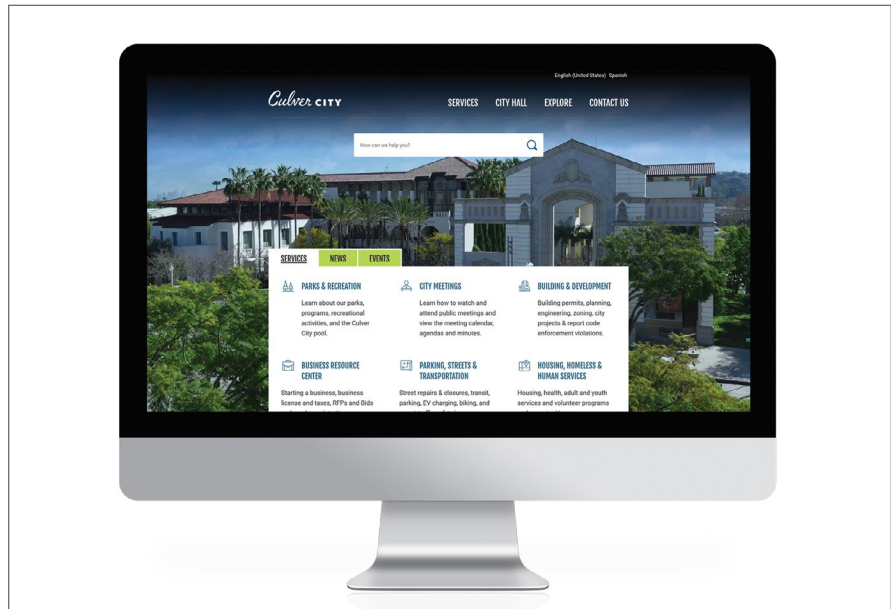 English (United States) Spanish
Culver CITY
SERVICES CITY HALL EXPLORE CONTACT US
How can we help you?
SERVICES NEWS EVENTS
PARKS & RECREATION
Learn about our parks,
programs, recreational
activities, and the Culver
City pool.
CITY MEETINGS
Learn how to watch and
attend public meetings and
view the meeting calendar,
agendas and minutes.
BUILDING & DEVELOPMENT
Building permits, planning,
engineering, zoning, city
projects & report code
enforcement violations.
BUSINESS RESOURCE
CENTER
Starting a business, business
license and taxes, RFPs and Bids
PARKING, STREETS &
TRANSPORTATION
Street repairs & closures, transit,
parking, EV charging, biking, and
HOUSING, HOMELESS &
HUMAN SERVICES
Housing, health, adult and youth
services and volunteer programs